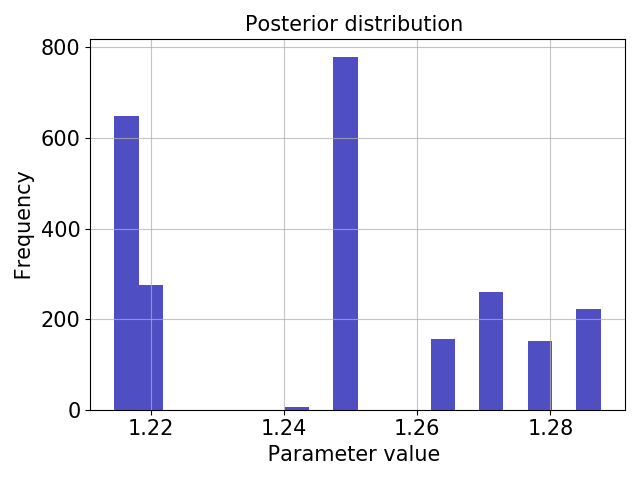 Posterior distribution
800
600
400
200
0
Frequency
1.22 1.24 1.26 1.28
Parameter value